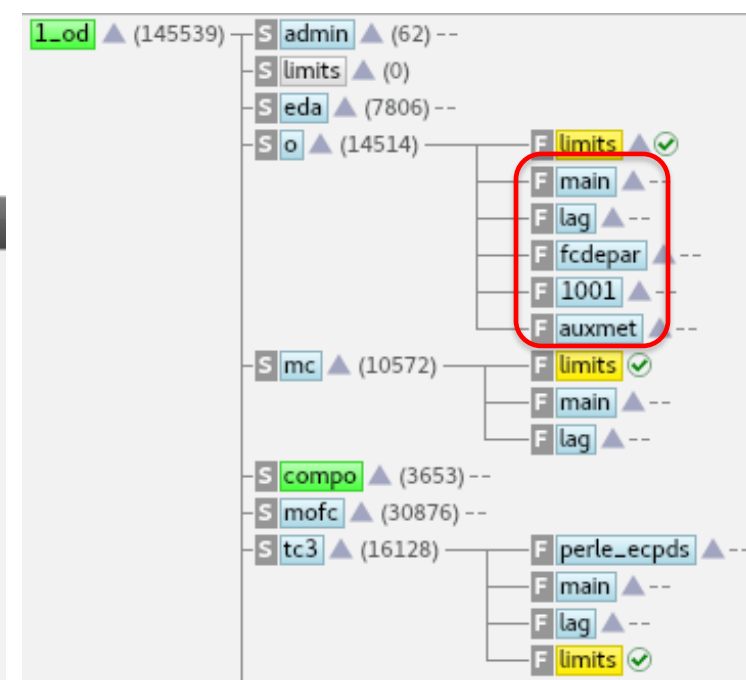 1_od (145539) S admin (62) --
S limits (0)
S eda (7806) --
S o (14514) F limits
F main --
F lag --
F fcdepar --
F 1001 --
F auxmet --
S mc (10572) F limits
F main --
F lag --
S compo (3653) --
S mofc (30876) --
S tc3 (16128) F perle_ecpds --
F main --
F lag --
F limits